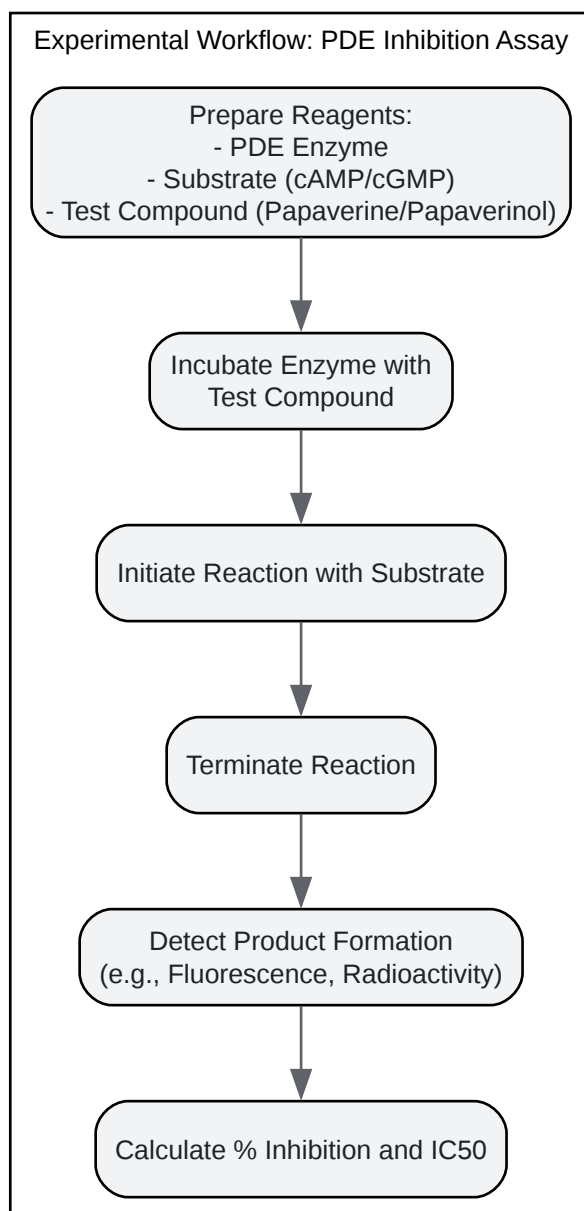 Experimental Workflow: PDE Inhibition Assay
Prepare Reagents:
- PDE Enzyme
- Substrate (cAMP/cGMP)
- Test Compound (Papaverine/Papaverinol)
Incubate Enzyme with
Test Compound
Initiate Reaction with Substrate
Terminate Reaction
Detect Product Formation
(e.g., Fluorescence, Radioactivity)
Calculate % Inhibition and IC50